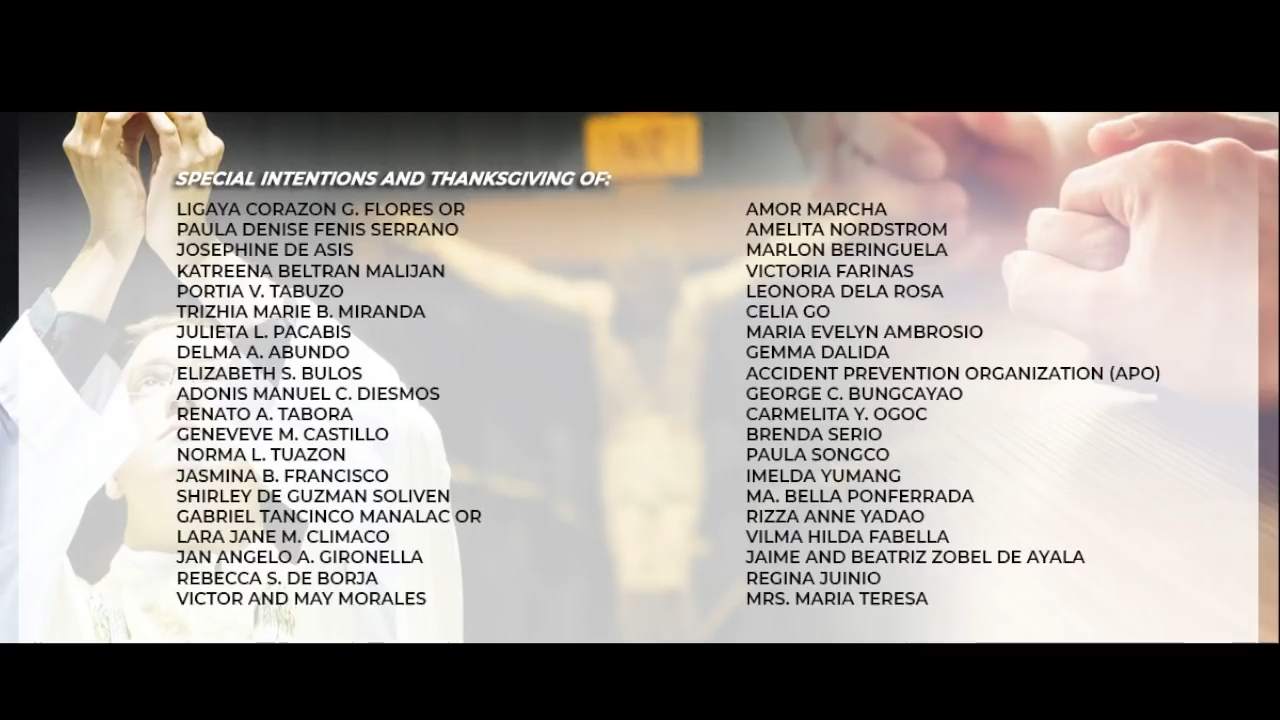 SPECIAL INTENTIONS AND THANKSGIVING OF:
LIGAYA CORAZON G. FLORES OR
PAULA DENISE FENIS SERRANO
JOSEPHINE DE ASIS
KATREENA BELTRAN MALIJAN
PORTIA V. TABUZO
TRIZHIA MARIE B. MIRANDA
JULIETA L. PACABIS
DELMA A. ABUNDO
ELIZABETH S. BULOS
ADONIS MANUEL C. DIESMOS
RENATO A. TABORA
GENEVEVE M. CASTILLO
NORMA L. TUAZON
JASMINA B. FRANCISCO
SHIRLEY DE GUZMAN SOLIVEN
GABRIEL TANCINCO MANALAC OR
LARA JANE M. CLIMACO
JAN ANGELO A. GIRONELLA
REBECCA S. DE BORJA
VICTOR AND MAY MORALES
AMOR MARCHA
AMELITA NORDSTROM
MARLON BERINGUELA
VICTORIA FARINAS
LEONORA DELA ROSA
CELIA GO
MARIA EVELYN AMBROSIO
GEMMA DALIDA
ACCIDENT PREVENTION ORGANIZATION (APO)
GEORGE C. BUNGCAYAO
CARMELITA Y. OGOC
BRENDA SERIO
PAULA SONGCO
IMELDA YUMANG
MA. BELLA PONFERRADA
RIZZA ANNE YADAO
VILMA HILDA FABELLA
JAIME AND BEATRIZ ZOBEL DE AYALA
REGINA JUINIO
MRS. MARIA TERESA